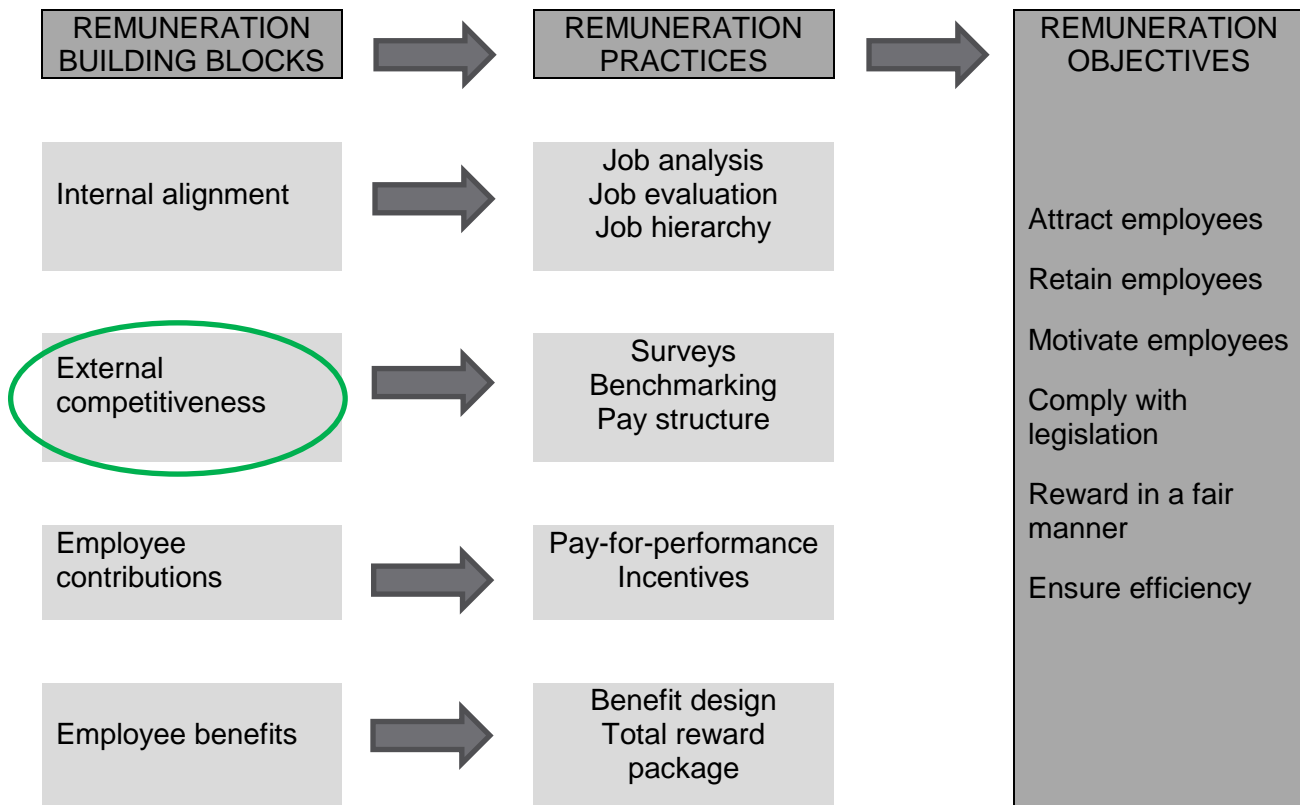 REMUNERATION
BUILDING BLOCKS
REMUNERATION
PRACTICES
REMUNERATION
OBJECTIVES
Internal alignment
Job analysis
Job evaluation
Job hierarchy
External
competitiveness
Surveys
Benchmarking
Pay structure
Employee
contributions
Pay-for-performance
Incentives
Employee benefits
Benefit design
Total reward
package
Attract employees
Retain employees
Motivate employees
Comply with
legislation
Reward in a fair
manner
Ensure efficiency